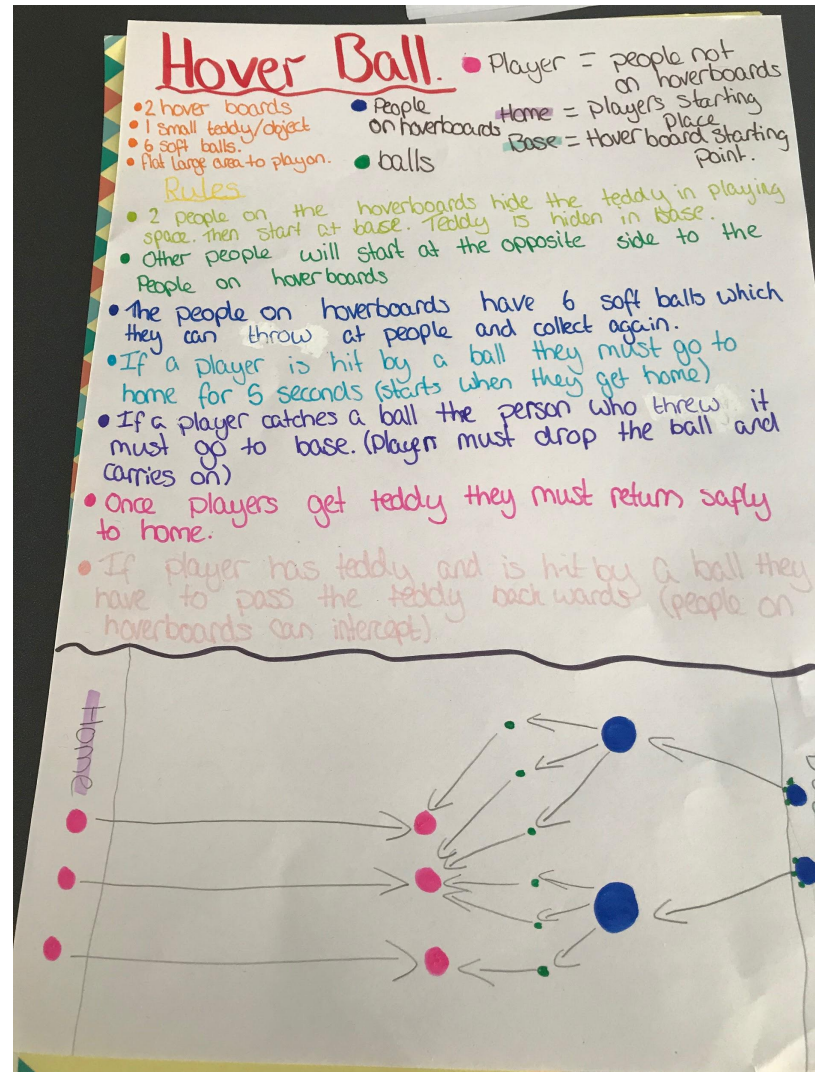 Hover Ball.
Player = people not
on hoverboards
• 2 hover boards
• 1 small teddy/object
• 6 soft balls.
• flat large area to play on.
People
on hoverboards
balls
Home = players starting
Place
Base = Hoverboard starting
Point.
Rules
• 2 people on the hoverboards hide the teddy in playing
space. Then start at base. Teddy is hiden in base.
• Other people will start at the opposite side to the
People on hoverboards
• The people on hoverboards have 6 soft balls which
they can throw at people and collect again.
• If a player is hit by a ball they must go to
home for 5 seconds (starts when they get home)
• If a player catches a ball the person who threw it
must go to base. (Player must drop the ball and
carries on)
• Once players get teddy they must return safly
to home.
• If player has teddy and is hit by a ball they
have to pass the teddy back wards (people on
hoverboards can intercept).
Home